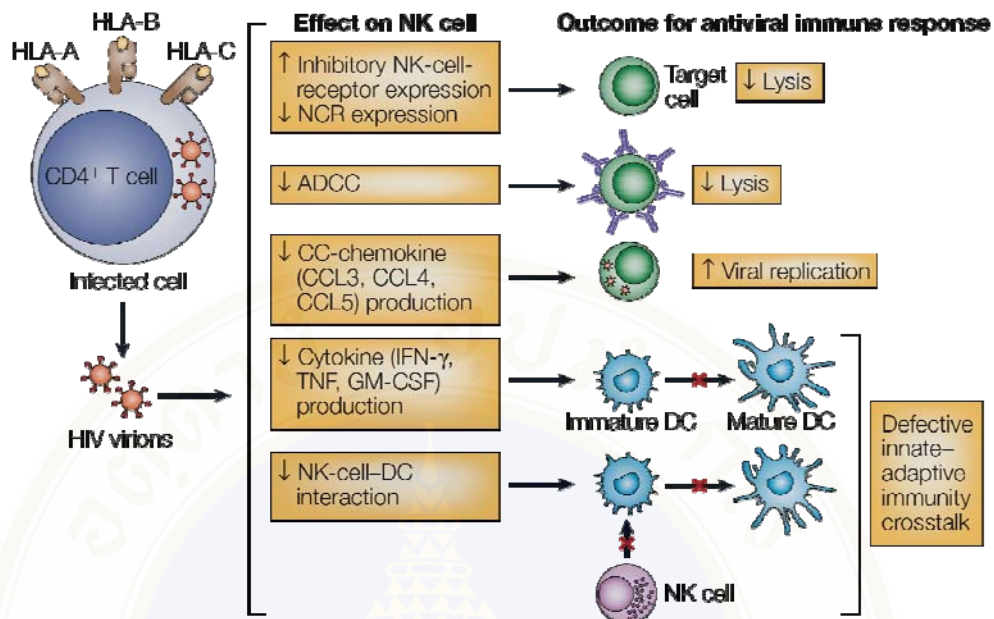 HLA-B
HLA-A
HLA-C
CD4+ T cell
Infected cell
HIV virions
Effect on NK cell
↑ Inhibitory NK-cell-
receptor expression
↓ NCR expression
↓ ADCC
↓ CC-chemokine
(CCL3, CCL4,
CCL5) production
↓ Cytokine (IFN-γ,
TNF, GM-CSF)
production
↓ NK-cell–DC
interaction
Outcome for antiviral immune response
Target
cell
↓ Lysis
↓ Lysis
↑ Viral replication
Immature DC
Mature DC
NK cell
Defective
innate–
adaptive
immunity
crosstalk